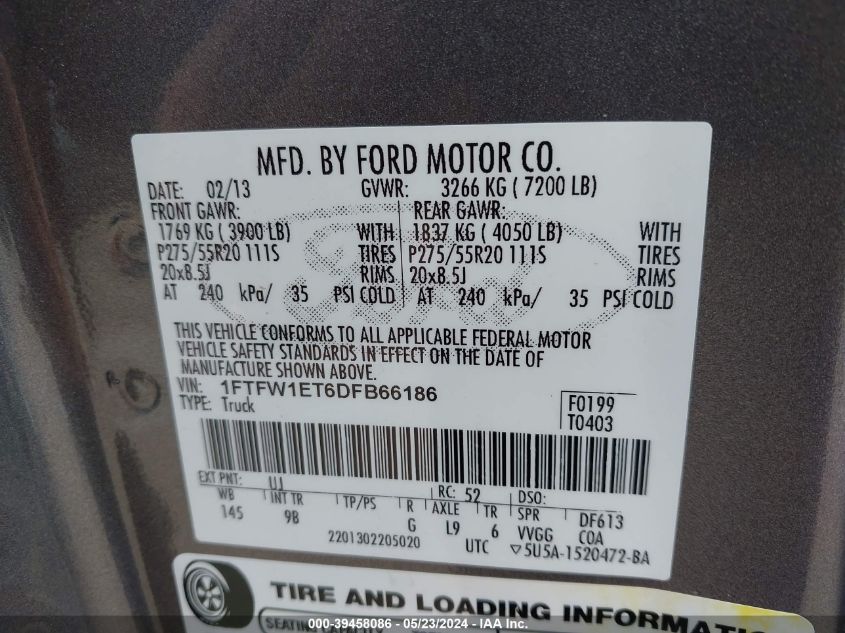 MFD. BY FORD MOTOR CO.
DATE: 02/13 GVWR: 3266 KG ( 7200 LB)
FRONT GAWR: REAR GAWR:
1769 KG ( 3900 LB) WITH 1837 KG ( 4050 LB) WITH
P275/55R20 111S TIRES P275/55R20 111S TIRES
20x8.5J RIMS 20x8.5J RIMS
AT 240 kPa/ 35 PSI COLD AT 240 kPa/ 35 PSI COLD
Ford
THIS VEHICLE CONFORMS TO ALL APPLICABLE FEDERAL MOTOR
VEHICLE SAFETY STANDARDS IN EFFECT ON THE DATE OF
MANUFACTURE SHOWN ABOVE.
VIN: 1FTFW1ET6DFB66186
TYPE: Truck
F0199
T0403
EXT PNT: UJ RC: 52 DSO:
WB INT TR TP/PS R AXLE TR SPR DF613
145 9B G L9 6 VVGG COA
2201302205020 UTC ▽5U5A-1520472-BA
TIRE AND LOADING INFORMATION
SEATING CAPACITY
000-39458086 - 05/23/2024 - IAA Inc.